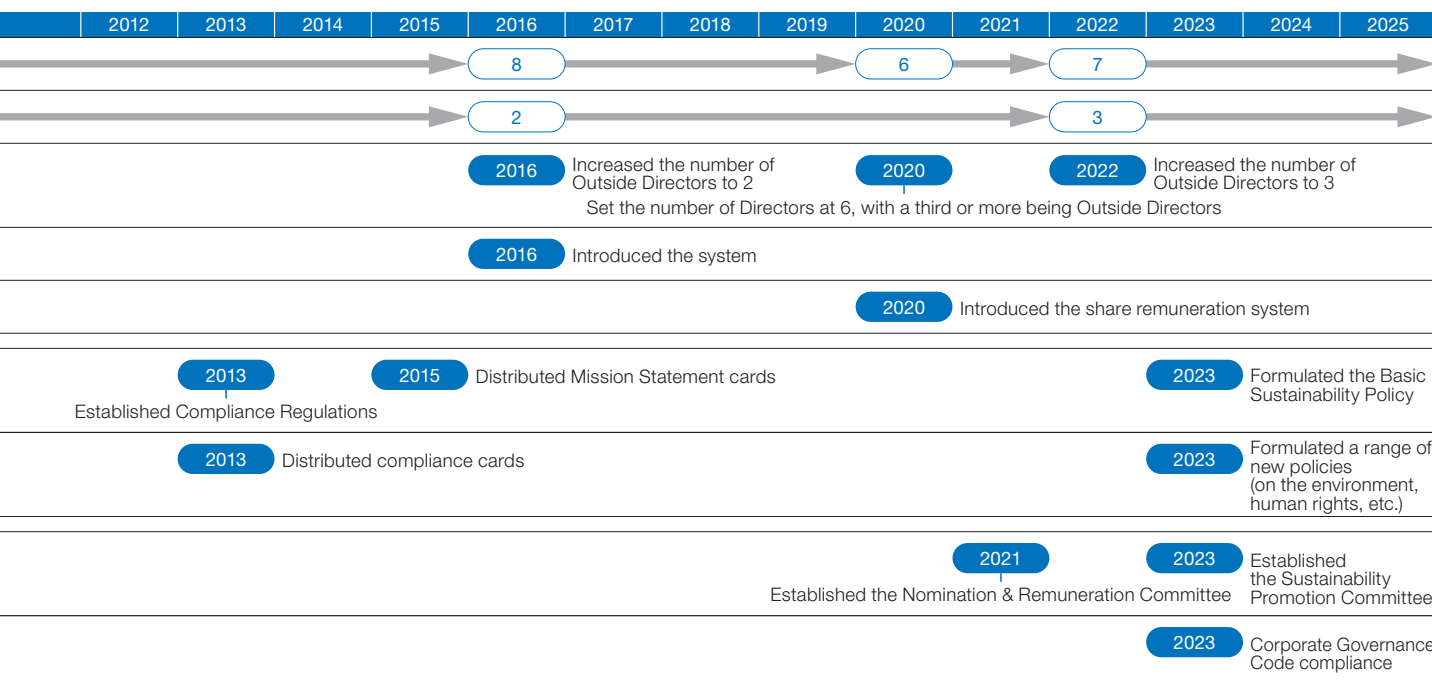 2012 2013 2014 2015 2016 2017 2018 2019 2020 2021 2022 2023 2024 2025
8 6 7
2 3
2016 Increased the number of
Outside Directors to 2
2020
2022 Increased the number of
Outside Directors to 3
Set the number of Directors at 6, with a third or more being Outside Directors
2016 Introduced the system
2020 Introduced the share remuneration system
2013
Established Compliance Regulations
2015 Distributed Mission Statement cards
2023 Formulated the Basic
Sustainability Policy
2013 Distributed compliance cards
2023 Formulated a range of
new policies
(on the environment,
human rights, etc.)
2021
Established the Nomination & Remuneration Committee
2023 Established
the Sustainability
Promotion Committee
2023 Corporate Governance
Code compliance